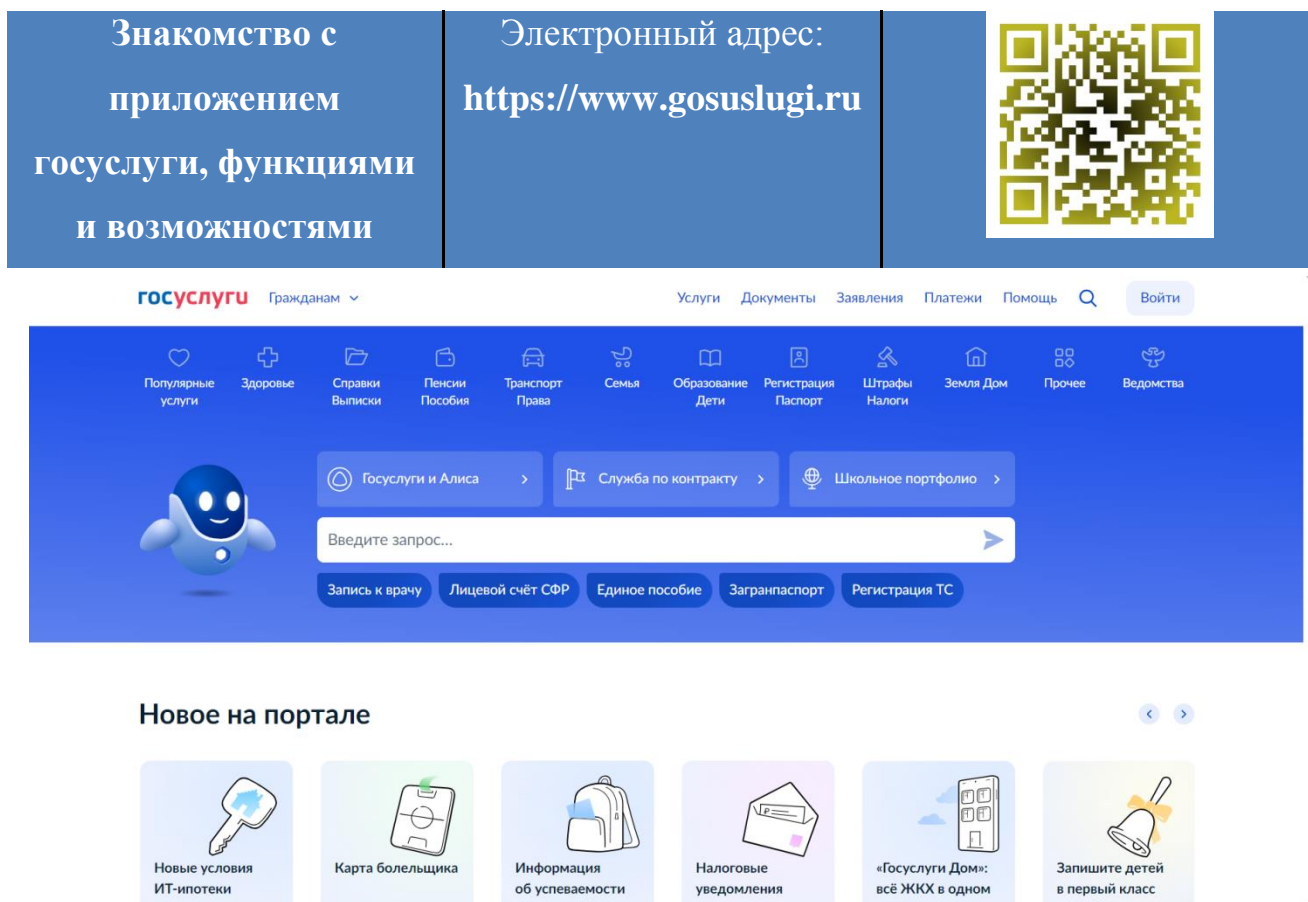 Знакомство с
приложением
госуслуги, функциями
и возможностями
Электронный адрес:
https://www.gosuslugi.ru
госуслуги Гражданам Услуги Документы Заявления Платежи Помощь Войти
Популярные услуги
Здоровье
Справки Выписки
Пенсии Пособия
Транспорт Права
Семья
Образование Дети
Регистрация Паспорт
Штрафы Налоги
Земля Дом
Прочее
Ведомства
Госуслуги и Алиса
Служба по контракту
Школьное портфолио
Введите запрос...
Запись к врачу
Лицевой счёт СФР
Единое пособие
Загранпаспорт
Регистрация ТС
Новое на портале
Новые условия
ИТ-ипотеки
Карта болельщика
Информация
об успеваемости
Налоговые
уведомления
«Госуслуги Дом»:
всё ЖКХ в одном
Запишите детей
в первый класс